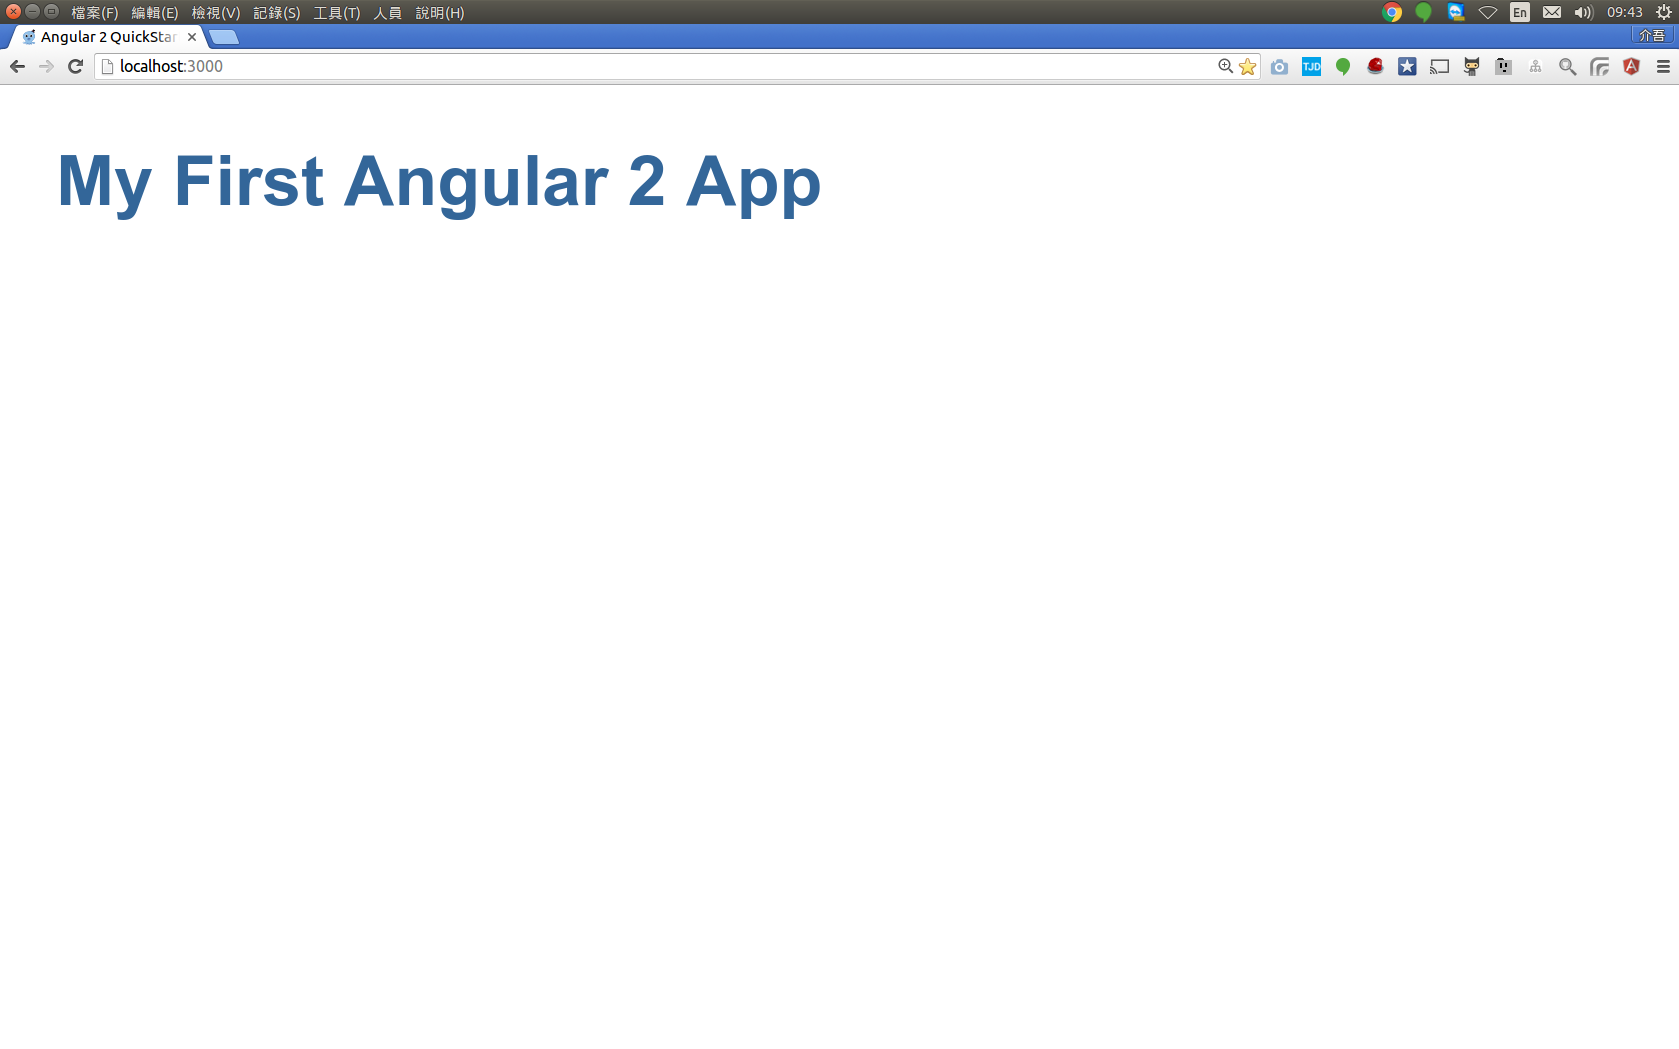 檔案(F) 編輯(E) 檢視(V) 記錄(S) 工具(T) 人員 說明(H) En 09:43
Angular 2 QuickStar 介吾
localhost:3000 TJD
My First Angular 2 App